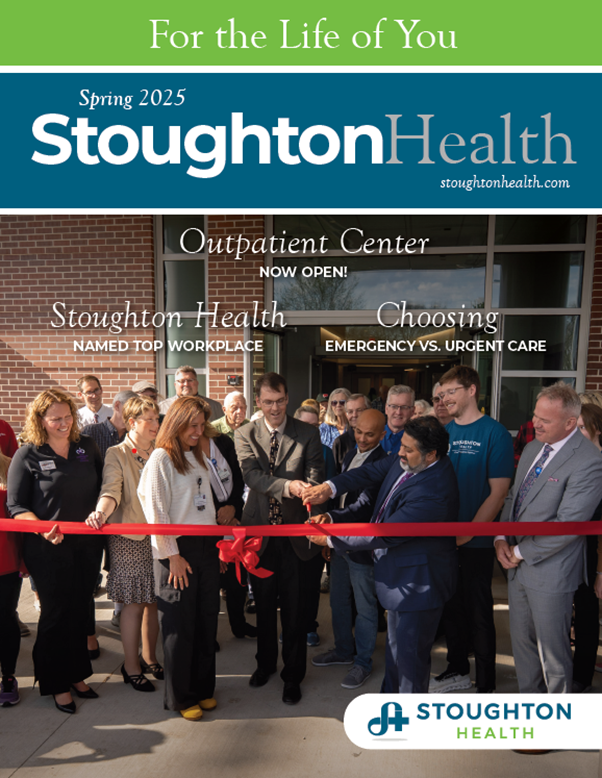 For the Life of You
Spring 2025
StoughtonHealth
stoughtonhealth.com
Outpatient Center
NOW OPEN!
Stoughton Health
NAMED TOP WORKPLACE
Choosing
EMERGENCY VS. URGENT CARE
STOUGHTON
STOUGHTON
HEALTH